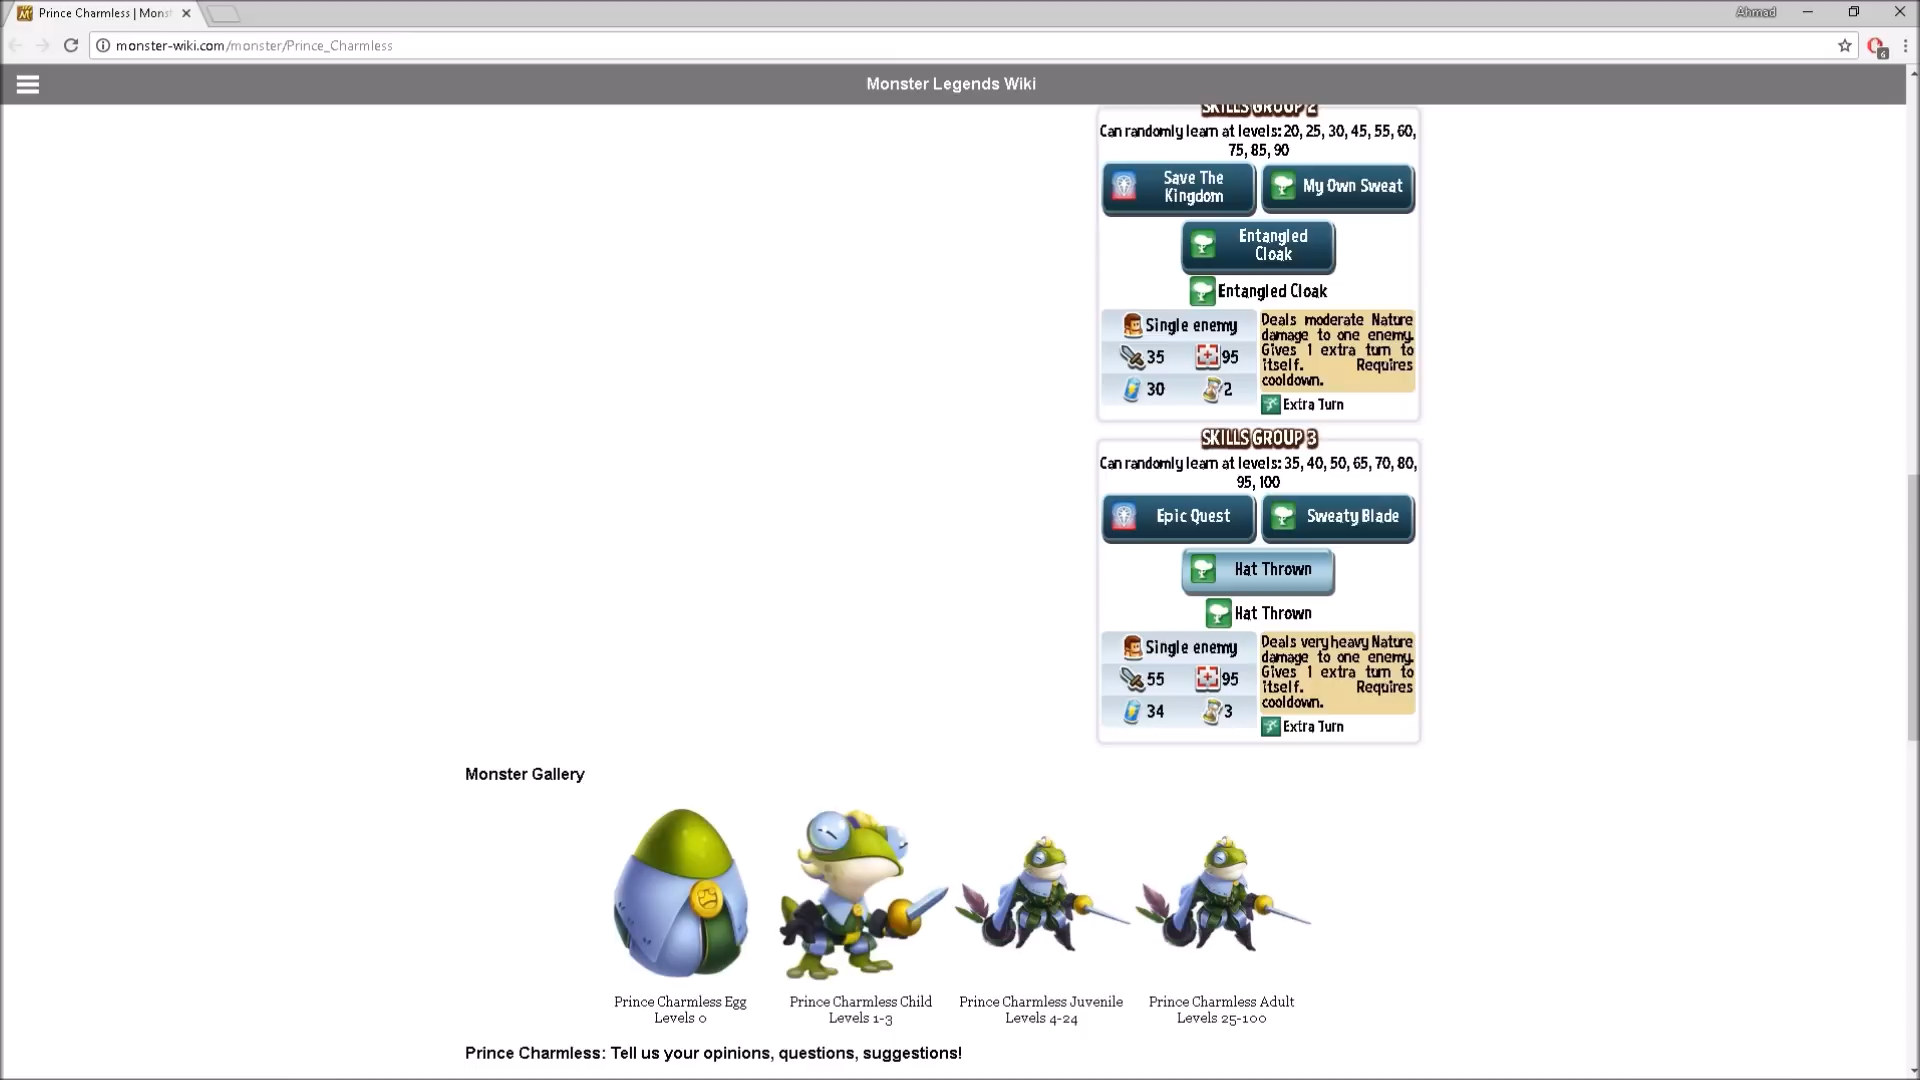 Prince Charmless | Mons
Ahmad
monster-wiki.com/monster/Prince_Charmless
6
Monster Legends Wiki
SKILLS GROUP 2
Can randomly learn at levels: 20, 25, 30, 45, 55, 60,
75, 85, 90
Save The
Kingdom
My Own Sweat
Entangled
Cloak
Entangled Cloak
Single enemy
35 95
30 2
Deals moderate Nature
damage to one enemy.
Gives 1 extra turn to
itself. Requires
cooldown.
Extra Turn
SKILLS GROUP 3
Can randomly learn at levels: 35, 40, 50, 65, 70, 80,
95, 100
Epic Quest
Sweaty Blade
Hat Thrown
Hat Thrown
Single enemy
55 95
34 3
Deals very heavy Nature
damage to one enemy.
Gives 1 extra turn to
itself. Requires
cooldown.
Extra Turn
Monster Gallery
Prince Charmless Egg
Levels 0
Prince Charmless Child
Levels 1-3
Prince Charmless Juvenile
Levels 4-24
Prince Charmless Adult
Levels 25-100
Prince Charmless: Tell us your opinions, questions, suggestions!